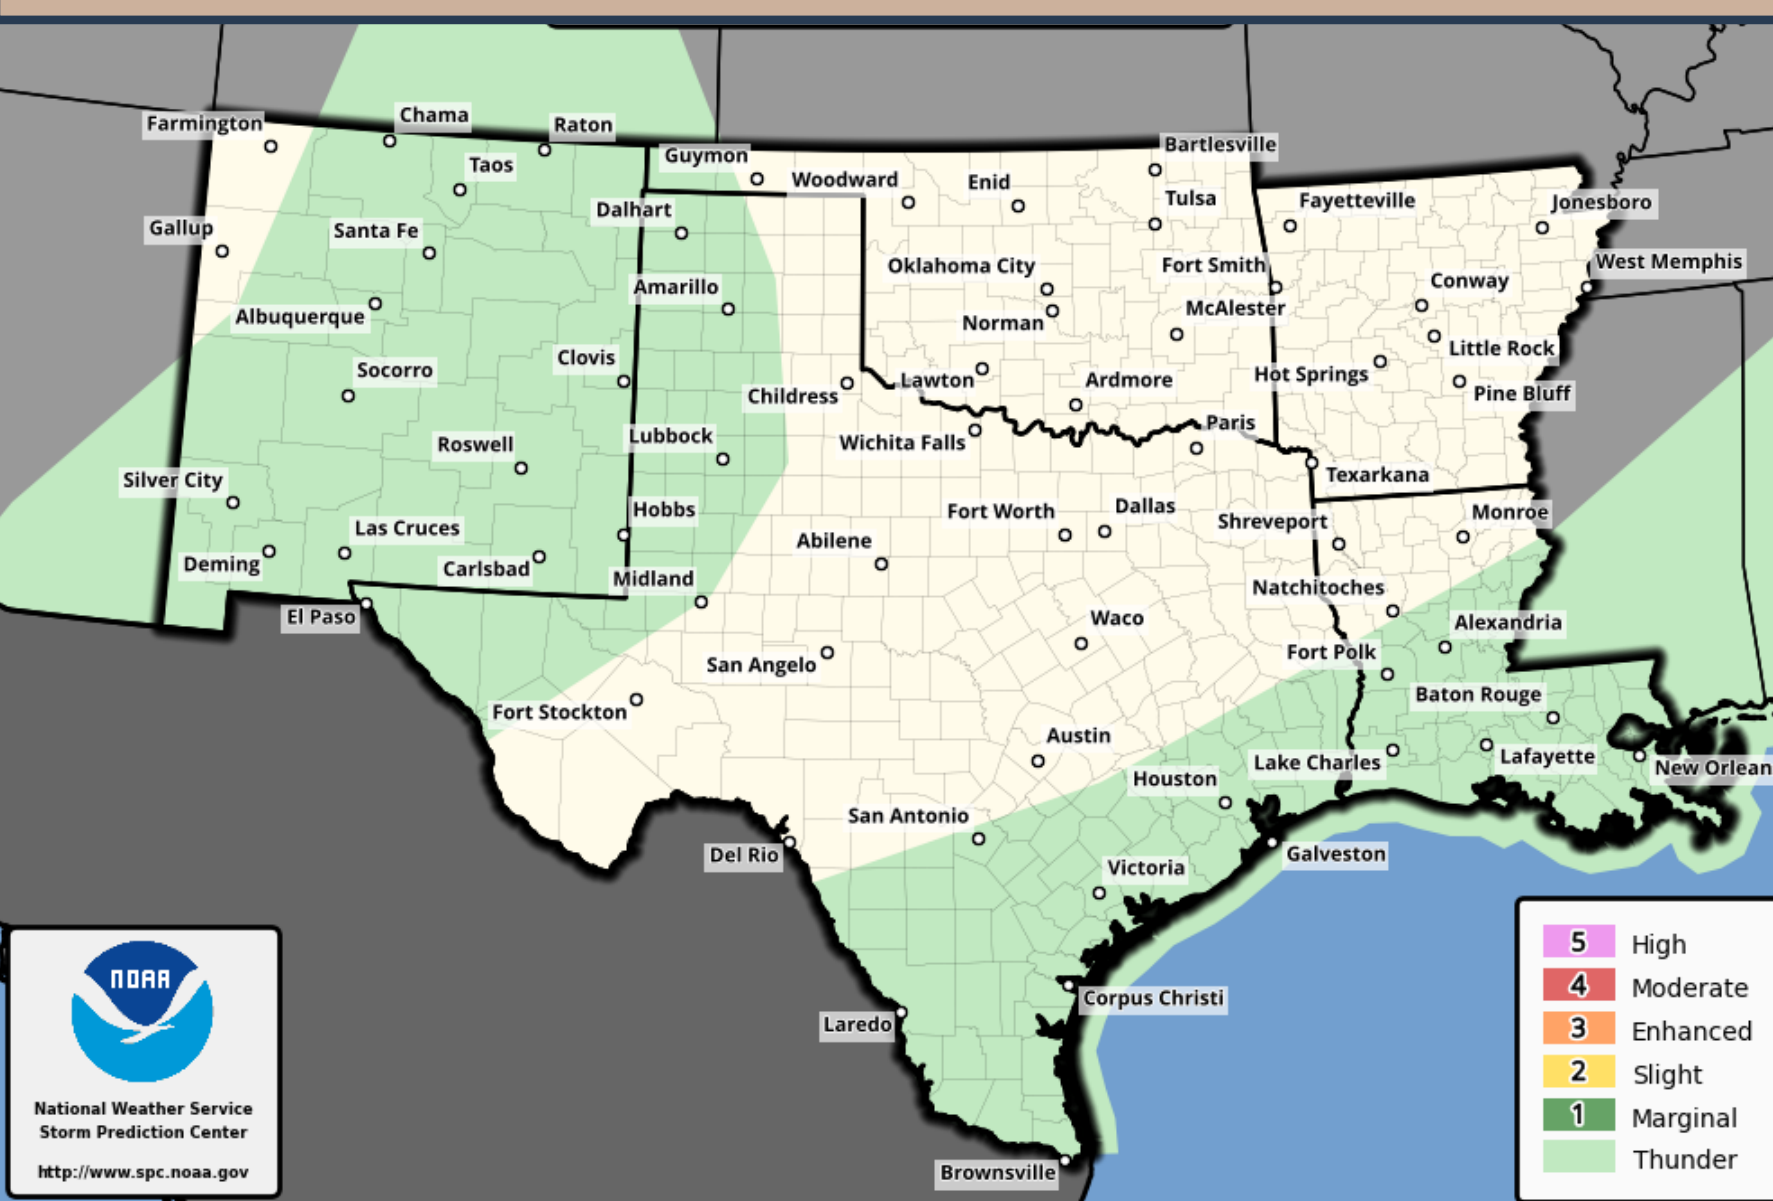 Farmington
Chama
Raton
Taos
Guymon
Woodward
Enid
Bartlesville
Tulsa
Fayetteville
Jonesboro
Gallup
Santa Fe
Dalhart
Oklahoma City
Fort Smith
Conway
West Memphis
Albuquerque
Amarillo
Norman
McAlester
Little Rock
Socorro
Clovis
Childress
Lawton
Ardmore
Hot Springs
Pine Bluff
Roswell
Lubbock
Wichita Falls
Paris
Texarkana
Silver City
Hobbs
Fort Worth
Dallas
Shreveport
Monroe
Las Cruces
Deming
Carlsbad
Midland
Abilene
Natchitoches
El Paso
Waco
Alexandria
San Angelo
Fort Polk
Fort Stockton
Austin
Baton Rouge
Houston
Lake Charles
Lafayette
New Orlean
San Antonio
Del Rio
Victoria
Galveston
Laredo
Corpus Christi
Brownsville
NOAA
National Weather Service
Storm Prediction Center
http://www.spc.noaa.gov
5 High
4 Moderate
3 Enhanced
2 Slight
1 Marginal
Thunder